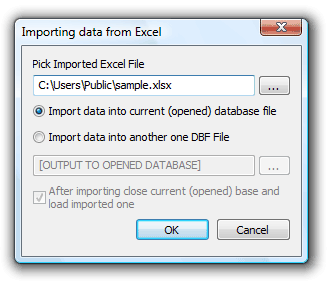 Importing data from Excel
Pick Imported Excel File
C:\Users\Public\sample.xlsx
...
Import data into current (opened) database file
Import data into another one DBF File
[OUTPUT TO OPENED DATABASE]
...
After importing close current (opened) base and
load imported one
OK
Cancel